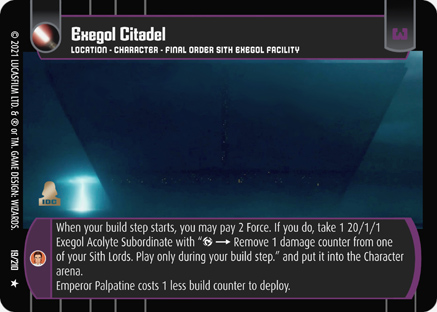 Exegol Citadel
LOCATION - CHARACTER - FINAL ORDER SITH EXEGOL FACILITY
IDC
When your build step starts, you may pay 2 Force. If you do, take 1 20/1/1
Exegol Acolyte Subordinate with “ → Remove 1 damage counter from one
of your Sith Lords. Play only during your build step.” and put it into the Character
arena.
Emperor Palpatine costs 1 less build counter to deploy.
© 2021 LUCASFILM LTD. & ® or TM. GAME DESIGN: WIZARDS.
19/210 ★